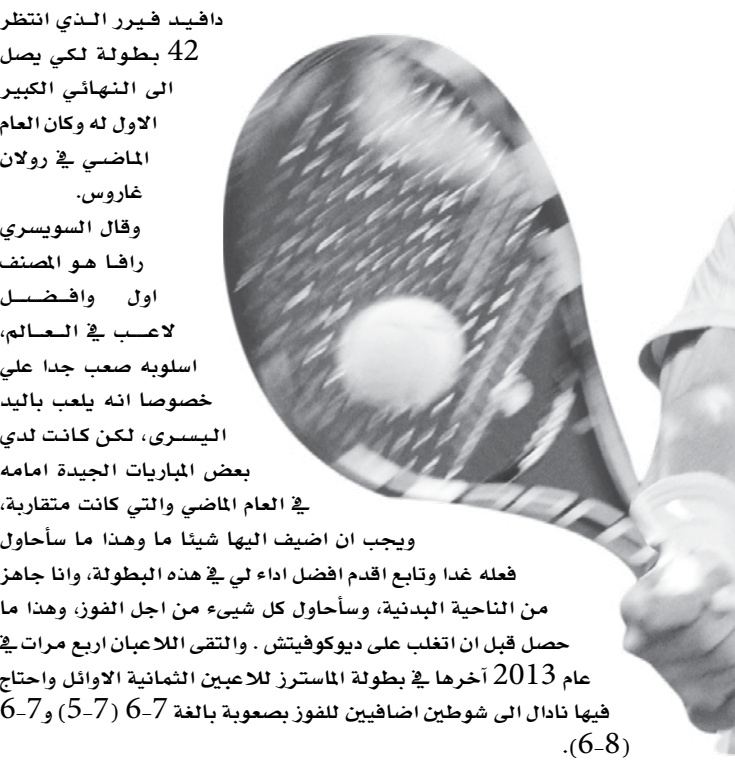 دافيد فيرر الذي انتظر
42 بطولة لكي يصل
الى النهائي الكبير
الاول له وكان العام
الماضي في رولان
غاروس.
وقال السويسري
رافا هو المصنف
اول وافضل
لاعب في العالم،
اسلوبه صعب جدا علي
خصوصا انه يلعب باليد
اليسرى، لكن كانت لدي
بعض المباريات الجيدة امامه
في العام الماضي والتي كانت متقاربة،
ويجب ان اضيف اليها شيئا ما وهذا ما سأحاول
فعله غدا وتابع اقدم افضل اداء لي في هذه البطولة، وانا جاهز
من الناحية البدنية، وسأحاول كل شيىء من اجل الفوز، وهذا ما
حصل قبل ان اتغلب على ديوكوفيتش . والتقى اللاعبان اربع مرات في
عام 2013 آخرها في بطولة الماسترز للاعبين الثمانية الاوائل واحتاج
فيها نادال الى شوطين اضافيين للفوز بصعوبة بالغة 7-6 (7-5) و7-6
(8-6).